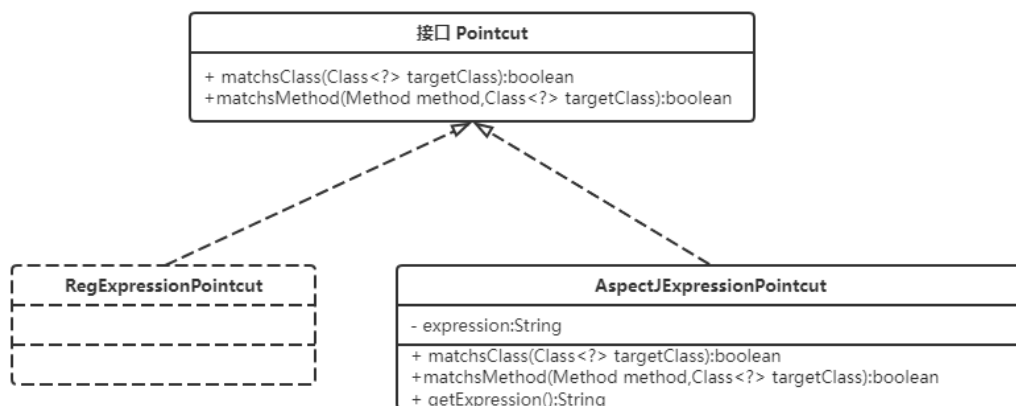 接口 Pointcut
+ matchsClass(Class<?> targetClass):boolean
+matchsMethod(Method method,Class<?> targetClass):boolean
RegExpressionPointcut
AspectJExpressionPointcut
- expression:String
+ matchsClass(Class<?> targetClass):boolean
+matchsMethod(Method method,Class<?> targetClass):boolean
+ getExpression():String